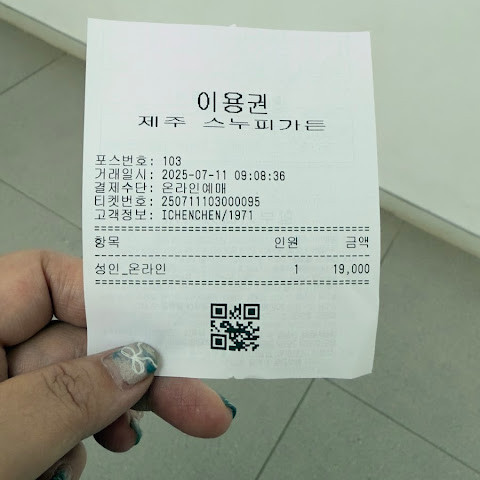 이용권
제주 스누피가든
포스번호: 103
거래일시: 2025-07-11 09:08:36
결제수단: 온라인예매
티켓번호: 250711103000095
고객정보: ICHENCHEN/1971
항목 인원 금액
성인_온라인 1 19,000